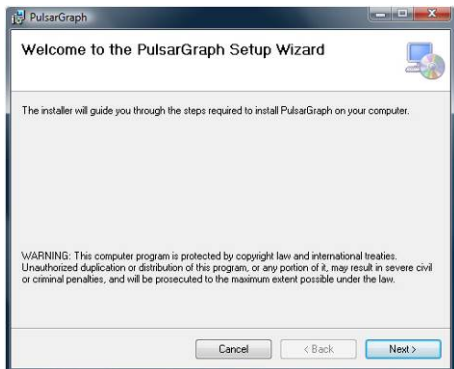 PulsarGraph
Welcome to the PulsarGraph Setup Wizard
The installer will guide you through the steps required to install PulsarGraph on your computer.
WARNING: This computer program is protected by copyright law and international treaties.
Unauthorized duplication or distribution of this program, or any portion of it, may result in severe civil
or criminal penalties, and will be prosecuted to the maximum extent possible under the law.
Cancel
< Back
Next >